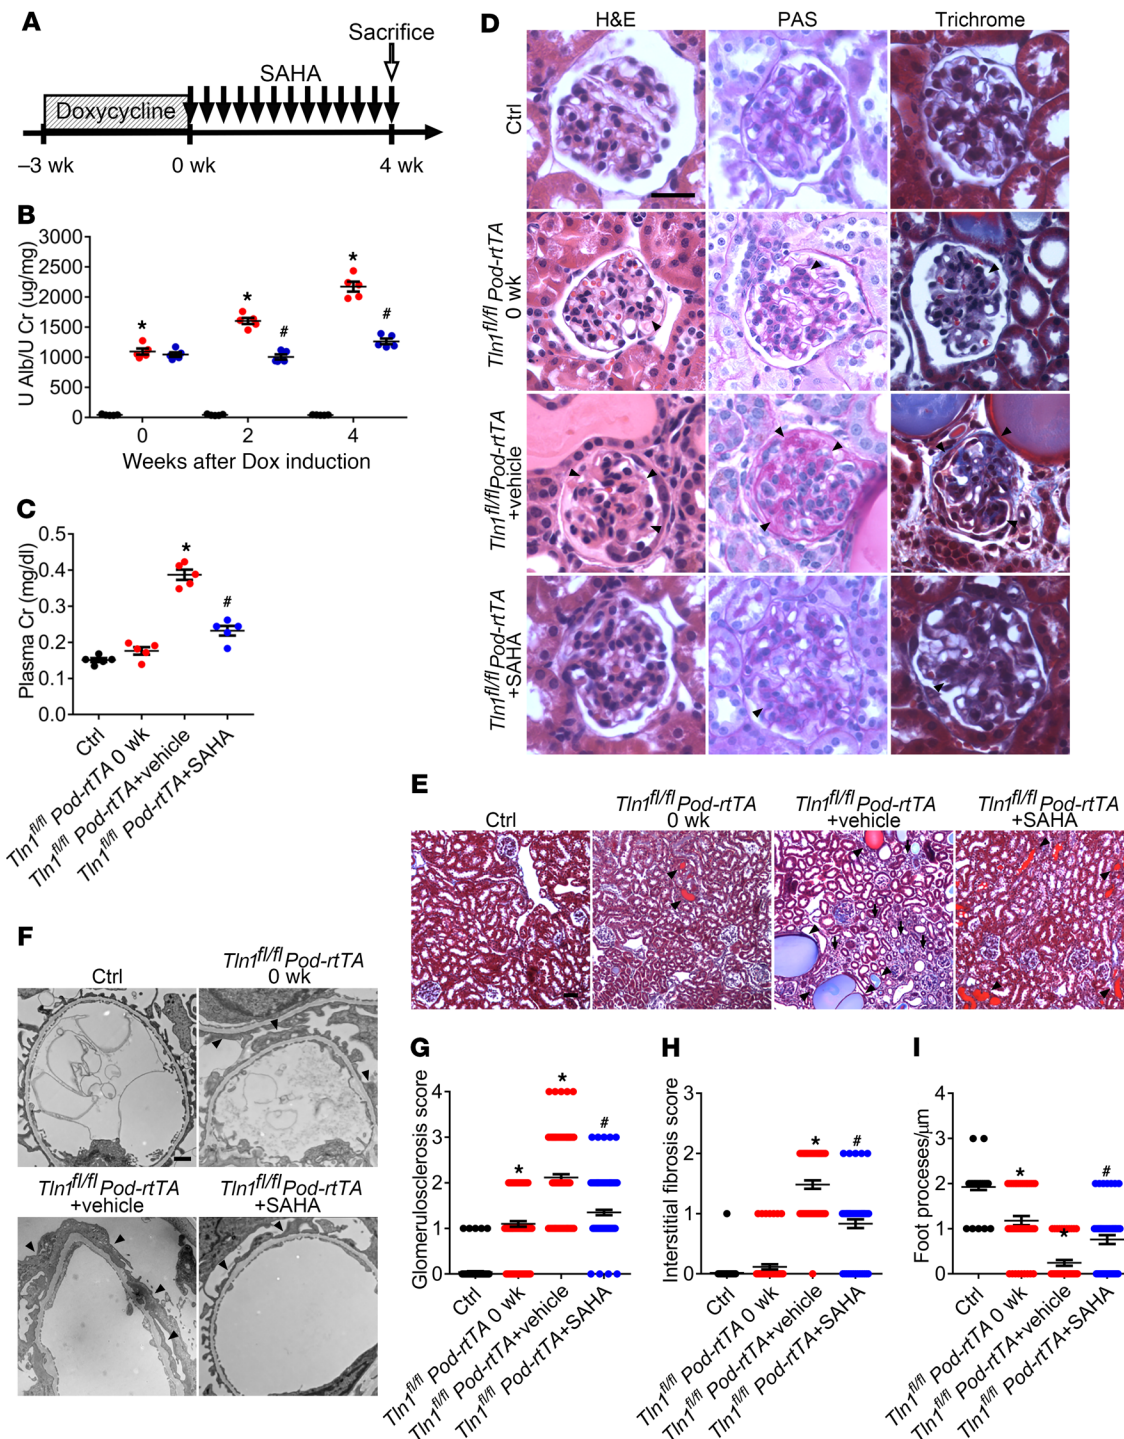 A
Sacrifice
SAHA
Doxycycline
–3 wk
0 wk
4 wk
B
U Alb/U Cr (ug/mg)
3000
2500
2000
1500
1000
500
0
*
*
#
*
#
0
2
4
Weeks after Dox induction
C
Plasma Cr (mg/dl)
0.5
0.4
0.3
0.2
0.1
0.0
*
#
Ctrl
Tln1fl/fl Pod-rtTA 0 wk
Tln1fl/fl Pod-rtTA+vehicle
Tln1fl/fl Pod-rtTA+SAHA
D
H&E
PAS
Trichrome
Ctrl
Tln1fl/fl Pod-rtTA
0 wk
Tln1fl/fl Pod-rtTA
+vehicle
Tln1fl/fl Pod-rtTA
+SAHA
E
Ctrl
Tln1fl/fl Pod-rtTA
0 wk
Tln1fl/fl Pod-rtTA
+vehicle
Tln1fl/fl Pod-rtTA
+SAHA
F
Ctrl
Tln1fl/fl Pod-rtTA
0 wk
Tln1fl/fl Pod-rtTA
+vehicle
Tln1fl/fl Pod-rtTA
+SAHA
G
Glomerulosclerosis score
4
3
2
1
0
*
*
#
Ctrl
Tln1fl/fl Pod-rtTA 0 wk
Tln1fl/fl Pod-rtTA+vehicle
Tln1fl/fl Pod-rtTA+SAHA
H
Interstitial fibrosis score
3
2
1
0
*
#
Ctrl
Tln1fl/fl Pod-rtTA 0 wk
Tln1fl/fl Pod-rtTA+vehicle
Tln1fl/fl Pod-rtTA+SAHA
I
Foot proceses/µm
4
3
2
1
0
*
*
#
Ctrl
Tln1fl/fl Pod-rtTA 0 wk
Tln1fl/fl Pod-rtTA+vehicle
Tln1fl/fl Pod-rtTA+SAHA